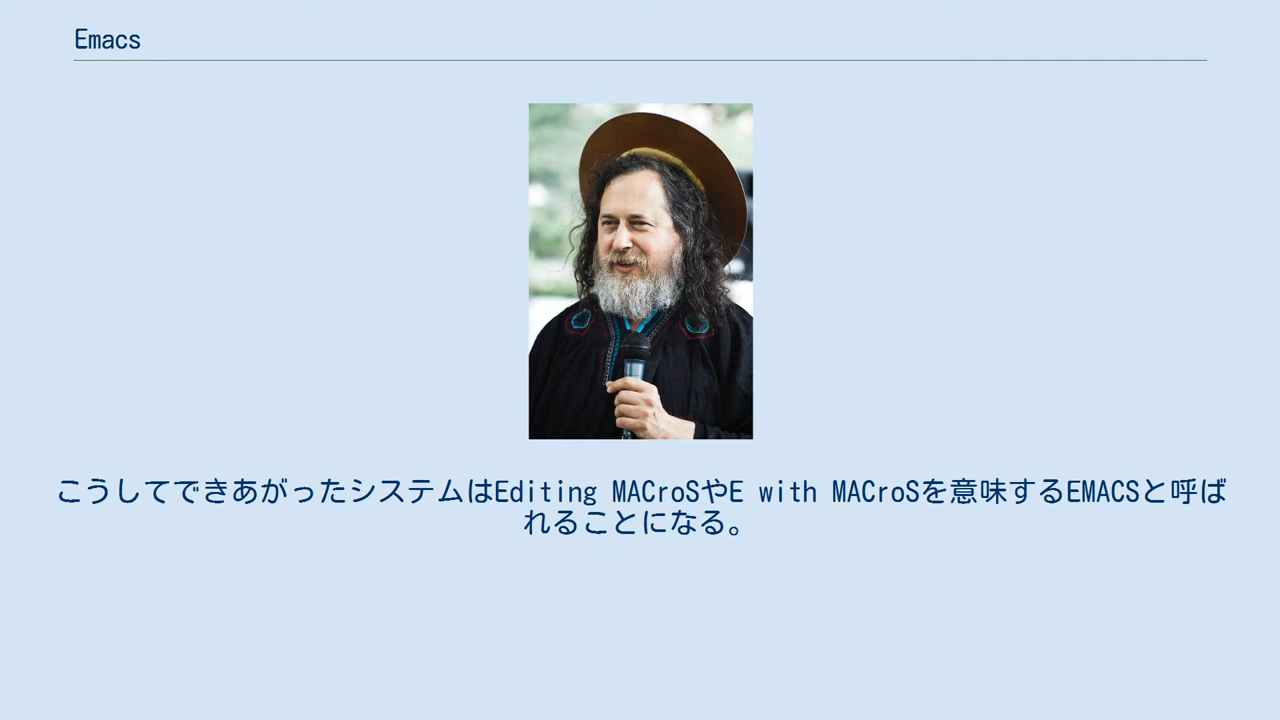 Emacs
こうしてできあがったシステムはEditing MACroSやE with MACroSを意味するEMACSと呼ば
れることになる。